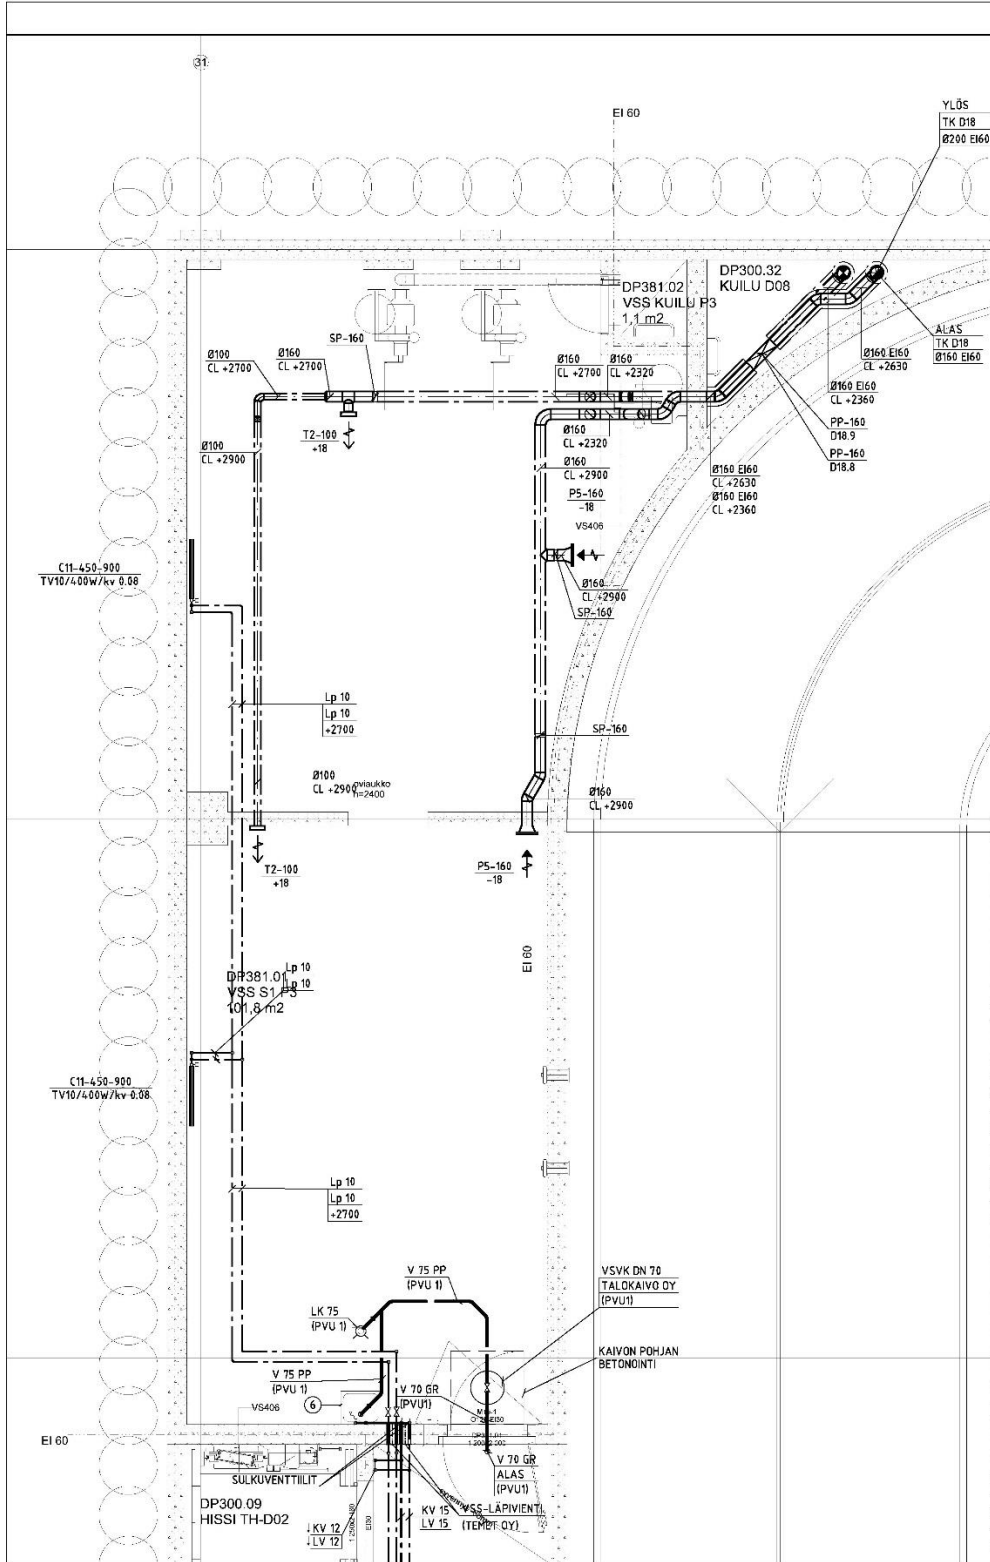 31
EI 60
YLÖS
TK D18
Ø200 EI60
DP381.02
VSS KUILU P3
1,1 m2
DP300.32
KUILU D08
ALAS
TK D18
Ø160 EI60
Ø160 EI60
CL +2630
Ø160 EI60
CL +2360
PP-160
D18.9
PP-160
D18.8
Ø160 EI60
CL +2630
Ø160 EI60
CL +2360
SP-160
Ø100
CL +2700
Ø160
CL +2700
Ø160
CL +2700
Ø160
CL +2320
T2-100
+18
Ø100
CL +2900
Ø160
CL +2320
Ø160
CL +2900
P5-160
-18
VS406
C11-450-900
TV10/400W/kv 0.08
Ø160
CL +2900
SP-160
Lp 10
Lp 10
+2700
SP-160
Ø100
CL +2900
oviaukko
h=2400
Ø160
CL +2900
T2-100
+18
P5-160
-18
EI 60
DP381.01
VSS S1 P3
101,8 m2
Lp 10
Lp 10
C11-450-900
TV10/400W/kv 0.08
Lp 10
Lp 10
+2700
V 75 PP
(PVU 1)
VSVK DN 70
TALOKAIVO OY
(PVU1)
LK 75
(PVU 1)
KAIVON POHJAN
BETONOINTI
V 75 PP
(PVU 1)
V 70 GR
(PVU1)
6
VS406
EI 60
SULKUVENTTIILIT
V 70 GR
ALAS
(PVU1)
DP300.09
HISSI TH-D02
KV 12
LV 12
EI30
KV 15
LV 15
VSS-LÄPIVIENTI
(TEMET OY)